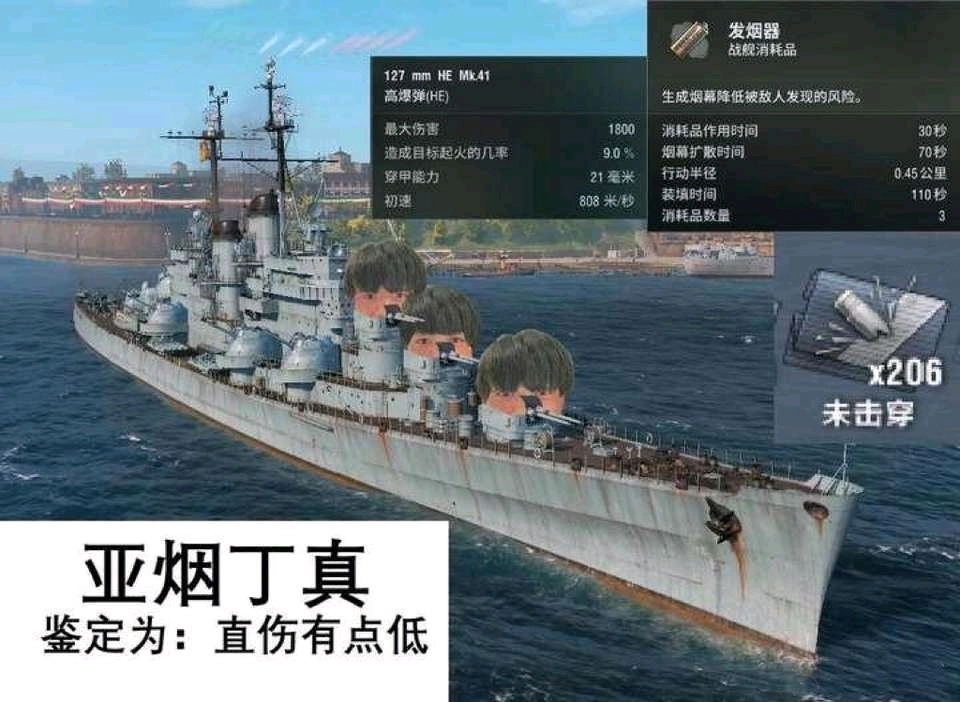 127 mm HE Mk.41
高爆弹(HE)
最大伤害 1800
造成目标起火的几率 9.0 %
穿甲能力 21 毫米
初速 808 米/秒
发烟器
战舰消耗品
生成烟幕降低被敌人发现的风险。
消耗品作用时间 30秒
烟幕扩散时间 70秒
行动半径 0.45公里
装填时间 110秒
消耗品数量 3
x206
未击穿
亚烟丁真
鉴定为：直伤有点低